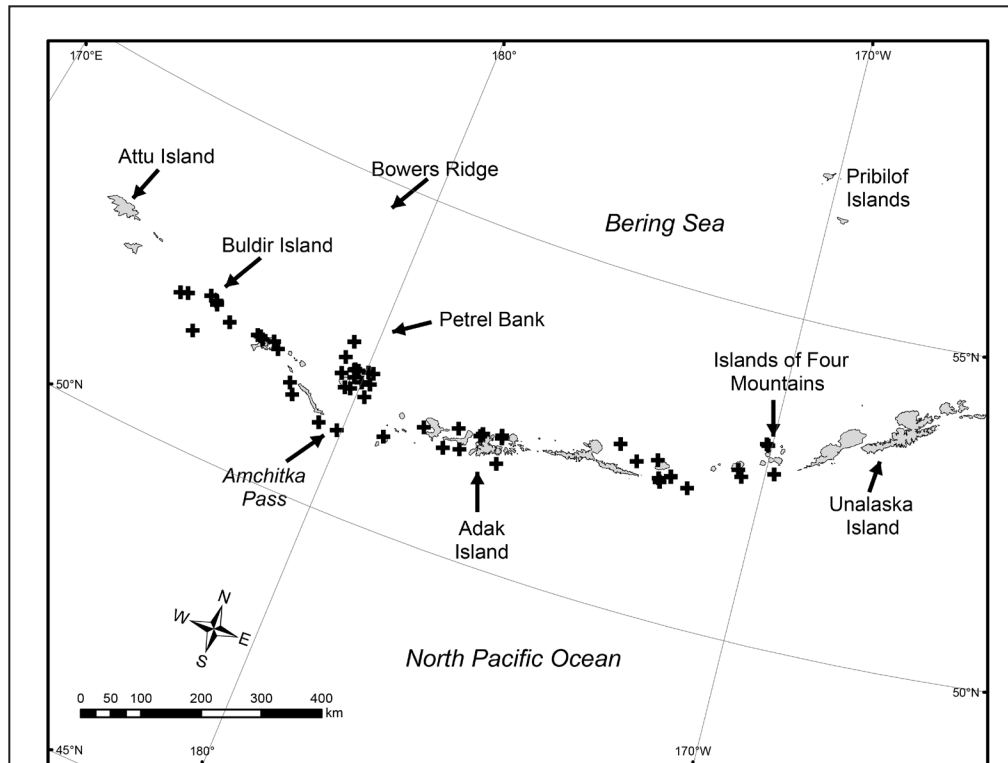 170°E
180°
170°W
Attu Island
Bowers Ridge
Pribilof
Islands
Bering Sea
Buldir Island
Petrel Bank
Islands of Four
Mountains
55°N
50°N
Amchitka
Pass
Adak
Island
Unalaska
Island
N
W
E
S
North Pacific Ocean
0 50 100 200 300 400
km
50°N
45°N
180°
170°W